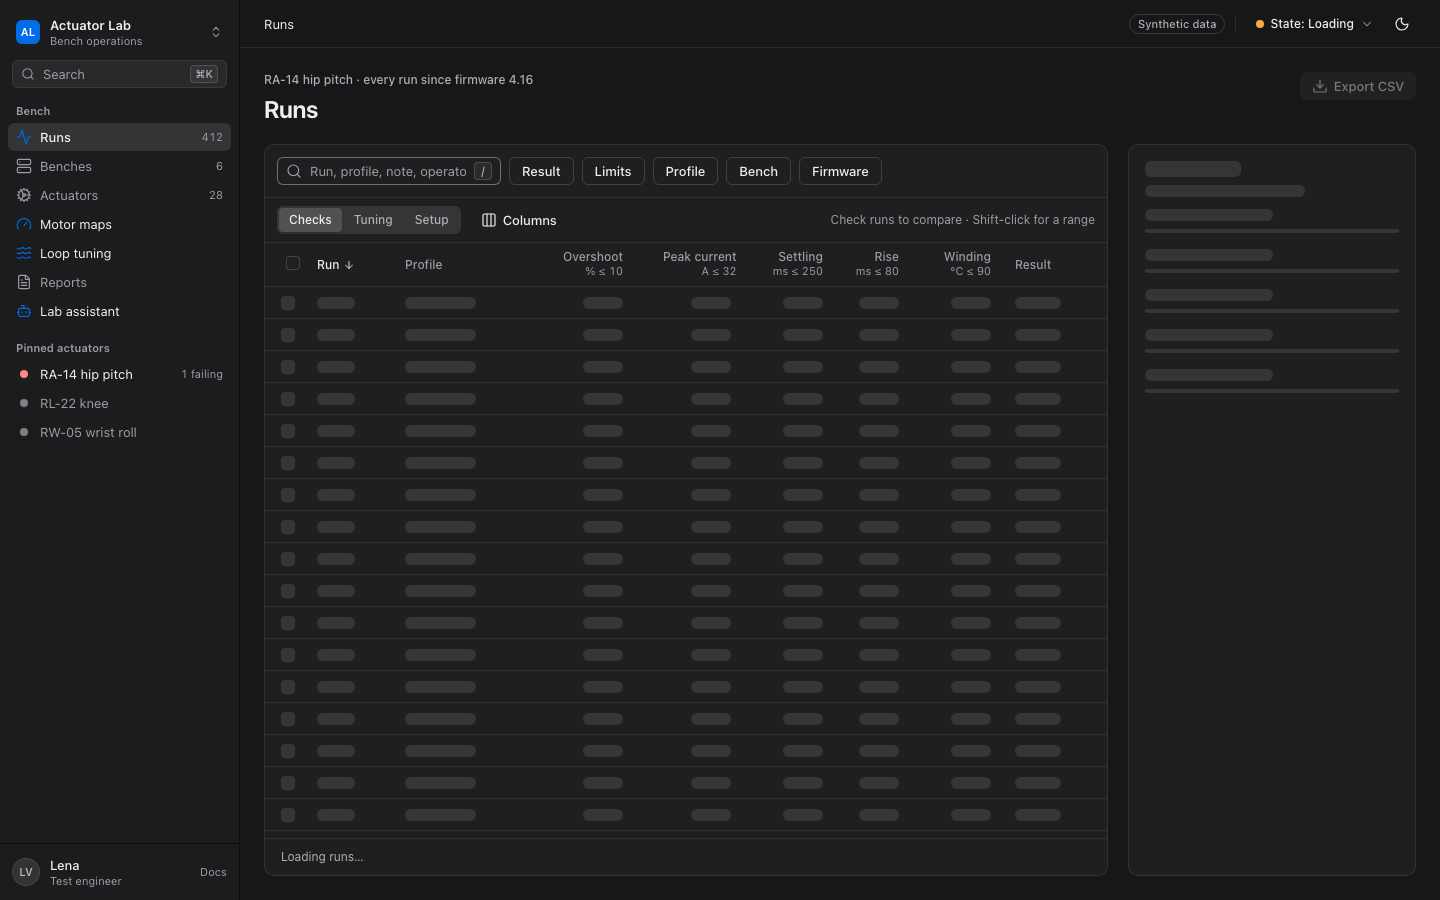 AL
Actuator Lab
Bench operations
Search
⌘K
Bench
Runs 412
Benches 6
Actuators 28
Motor maps
Loop tuning
Reports
Lab assistant
Pinned actuators
RA-14 hip pitch 1 failing
RL-22 knee
RW-05 wrist roll
LV
Lena
Test engineer
Docs
Runs
Synthetic data
State: Loading
RA-14 hip pitch · every run since firmware 4.16
Runs
Export CSV
Run, profile, note, operato /
Result
Limits
Profile
Bench
Firmware
Checks
Tuning
Setup
Columns
Check runs to compare · Shift-click for a range
Run ↓
Profile
Overshoot
% ≤ 10
Peak current
A ≤ 32
Settling
ms ≤ 250
Rise
ms ≤ 80
Winding
°C ≤ 90
Result
Loading runs…